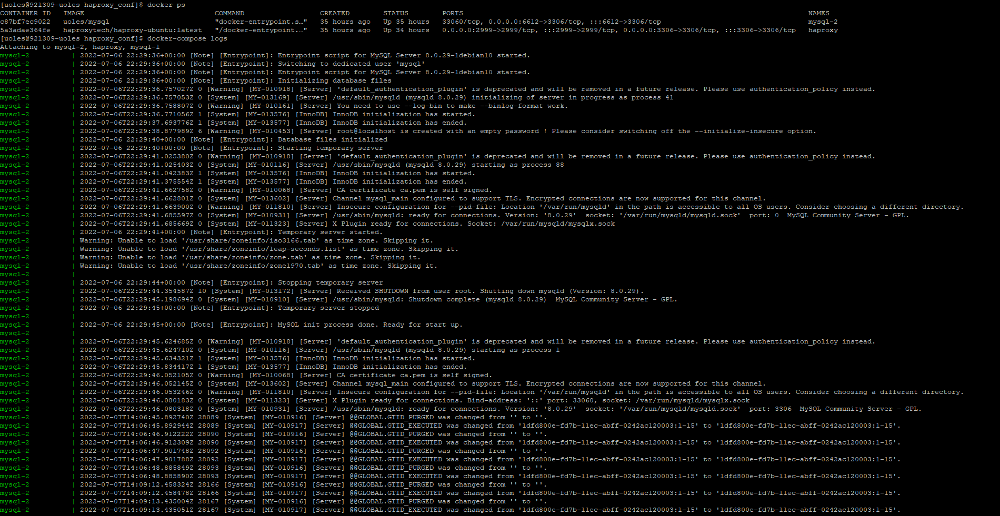 [uoles@921309-uoles haproxy_conf]$ docker ps
CONTAINER ID   IMAGE                               COMMAND                  CREATED        STATUS        PORTS                                                                                  NAMES
c87bf7ec9022   uoles/mysql                         "docker-entrypoint.s…"   35 hours ago   Up 35 hours   33060/tcp, 0.0.0.0:6612->3306/tcp, :::6612->3306/tcp                                   mysql-2
5a3adae364fe   haproxytech/haproxy-ubuntu:latest   "/docker-entrypoint.…"   35 hours ago   Up 34 hours   0.0.0.0:2999->2999/tcp, :::2999->2999/tcp, 0.0.0.0:3306->3306/tcp, :::3306->3306/tcp   haproxy
[uoles@921309-uoles haproxy_conf]$ docker-compose logs
Attaching to mysql-2, haproxy, mysql-1
mysql-2          | 2022-07-06 22:29:36+00:00 [Note] [Entrypoint]: Entrypoint script for MySQL Server 8.0.29-1debian10 started.
mysql-2          | 2022-07-06 22:29:36+00:00 [Note] [Entrypoint]: Switching to dedicated user 'mysql'
mysql-2          | 2022-07-06 22:29:36+00:00 [Note] [Entrypoint]: Entrypoint script for MySQL Server 8.0.29-1debian10 started.
mysql-2          | 2022-07-06 22:29:36+00:00 [Note] [Entrypoint]: Initializing database files
mysql-2          | 2022-07-06T22:29:36.757027Z 0 [Warning] [MY-010918] [Server] 'default_authentication_plugin' is deprecated and will be removed in a future release. Please use authentication_policy instead.
mysql-2          | 2022-07-06T22:29:36.757053Z 0 [System] [MY-013169] [Server] /usr/sbin/mysqld (mysqld 8.0.29) initializing of server in progress as process 41
mysql-2          | 2022-07-06T22:29:36.758807Z 0 [Warning] [MY-010161] [Server] You need to use --log-bin to make --binlog-format work.
mysql-2          | 2022-07-06T22:29:36.771056Z 1 [System] [MY-013576] [InnoDB] InnoDB initialization has started.
mysql-2          | 2022-07-06T22:29:37.693776Z 1 [System] [MY-013577] [InnoDB] InnoDB initialization has ended.
mysql-2          | 2022-07-06T22:29:38.877989Z 6 [Warning] [MY-010453] [Server] root@localhost is created with an empty password ! Please consider switching off the --initialize-insecure option.
mysql-2          | 2022-07-06 22:29:40+00:00 [Note] [Entrypoint]: Database files initialized
mysql-2          | 2022-07-06 22:29:40+00:00 [Note] [Entrypoint]: Starting temporary server
mysql-2          | 2022-07-06T22:29:41.025380Z 0 [Warning] [MY-010918] [Server] 'default_authentication_plugin' is deprecated and will be removed in a future release. Please use authentication_policy instead.
mysql-2          | 2022-07-06T22:29:41.025403Z 0 [System] [MY-010116] [Server] /usr/sbin/mysqld (mysqld 8.0.29) starting as process 88
mysql-2          | 2022-07-06T22:29:41.042383Z 1 [System] [MY-013576] [InnoDB] InnoDB initialization has started.
mysql-2          | 2022-07-06T22:29:41.375554Z 1 [System] [MY-013577] [InnoDB] InnoDB initialization has ended.
mysql-2          | 2022-07-06T22:29:41.662758Z 0 [Warning] [MY-010068] [Server] CA certificate ca.pem is self signed.
mysql-2          | 2022-07-06T22:29:41.662801Z 0 [System] [MY-013602] [Server] Channel mysql_main configured to support TLS. Encrypted connections are now supported for this channel.
mysql-2          | 2022-07-06T22:29:41.663900Z 0 [Warning] [MY-011810] [Server] Insecure configuration for --pid-file: Location '/var/run/mysqld' in the path is accessible to all OS users. Consider choosing a different directory.
mysql-2          | 2022-07-06T22:29:41.685597Z 0 [System] [MY-010931] [Server] /usr/sbin/mysqld: ready for connections. Version: '8.0.29'  socket: '/var/run/mysqld/mysqld.sock'  port: 0  MySQL Community Server - GPL.
mysql-2          | 2022-07-06T22:29:41.685669Z 0 [System] [MY-011323] [Server] X Plugin ready for connections. Socket: /var/run/mysqld/mysqlx.sock
mysql-2          | 2022-07-06 22:29:41+00:00 [Note] [Entrypoint]: Temporary server started.
mysql-2          | Warning: Unable to load '/usr/share/zoneinfo/iso3166.tab' as time zone. Skipping it.
mysql-2          | Warning: Unable to load '/usr/share/zoneinfo/leap-seconds.list' as time zone. Skipping it.
mysql-2          | Warning: Unable to load '/usr/share/zoneinfo/zone.tab' as time zone. Skipping it.
mysql-2          | Warning: Unable to load '/usr/share/zoneinfo/zone1970.tab' as time zone. Skipping it.
mysql-2          |
mysql-2          | 2022-07-06 22:29:44+00:00 [Note] [Entrypoint]: Stopping temporary server
mysql-2          | 2022-07-06T22:29:44.354587Z 10 [System] [MY-013172] [Server] Received SHUTDOWN from user root. Shutting down mysqld (Version: 8.0.29).
mysql-2          | 2022-07-06T22:29:45.198694Z 0 [System] [MY-010910] [Server] /usr/sbin/mysqld: Shutdown complete (mysqld 8.0.29)  MySQL Community Server - GPL.
mysql-2          | 2022-07-06 22:29:45+00:00 [Note] [Entrypoint]: Temporary server stopped
mysql-2          |
mysql-2          | 2022-07-06 22:29:45+00:00 [Note] [Entrypoint]: MySQL init process done. Ready for start up.
mysql-2          |
mysql-2          | 2022-07-06T22:29:45.624685Z 0 [Warning] [MY-010918] [Server] 'default_authentication_plugin' is deprecated and will be removed in a future release. Please use authentication_policy instead.
mysql-2          | 2022-07-06T22:29:45.624710Z 0 [System] [MY-010116] [Server] /usr/sbin/mysqld (mysqld 8.0.29) starting as process 1
mysql-2          | 2022-07-06T22:29:45.634321Z 1 [System] [MY-013576] [InnoDB] InnoDB initialization has started.
mysql-2          | 2022-07-06T22:29:45.834417Z 1 [System] [MY-013577] [InnoDB] InnoDB initialization has ended.
mysql-2          | 2022-07-06T22:29:46.052105Z 0 [Warning] [MY-010068] [Server] CA certificate ca.pem is self signed.
mysql-2          | 2022-07-06T22:29:46.052145Z 0 [System] [MY-013602] [Server] Channel mysql_main configured to support TLS. Encrypted connections are now supported for this channel.
mysql-2          | 2022-07-06T22:29:46.053246Z 0 [Warning] [MY-011810] [Server] Insecure configuration for --pid-file: Location '/var/run/mysqld' in the path is accessible to all OS users. Consider choosing a different directory.
mysql-2          | 2022-07-06T22:29:46.080183Z 0 [System] [MY-011323] [Server] X Plugin ready for connections. Bind-address: '::' port: 33060, socket: /var/run/mysqld/mysqlx.sock
mysql-2          | 2022-07-06T22:29:46.080318Z 0 [System] [MY-010931] [Server] /usr/sbin/mysqld: ready for connections. Version: '8.0.29'  socket: '/var/run/mysqld/mysqld.sock'  port: 3306  MySQL Community Server - GPL.
mysql-2          | 2022-07-07T14:06:45.892740Z 28089 [System] [MY-010916] [Server] @@GLOBAL.GTID_PURGED was changed from '' to ''.
mysql-2          | 2022-07-07T14:06:45.892944Z 28089 [System] [MY-010917] [Server] @@GLOBAL.GTID_EXECUTED was changed from '1dfd800e-fd7b-11ec-abff-0242ac120003:1-15' to '1dfd800e-fd7b-11ec-abff-0242ac120003:1-15'.
mysql-2          | 2022-07-07T14:06:46.912222Z 28090 [System] [MY-010916] [Server] @@GLOBAL.GTID_PURGED was changed from '' to ''.
mysql-2          | 2022-07-07T14:06:46.912309Z 28090 [System] [MY-010917] [Server] @@GLOBAL.GTID_EXECUTED was changed from '1dfd800e-fd7b-11ec-abff-0242ac120003:1-15' to '1dfd800e-fd7b-11ec-abff-0242ac120003:1-15'.
mysql-2          | 2022-07-07T14:06:47.901748Z 28092 [System] [MY-010916] [Server] @@GLOBAL.GTID_PURGED was changed from '' to ''.
mysql-2          | 2022-07-07T14:06:47.901788Z 28092 [System] [MY-010917] [Server] @@GLOBAL.GTID_EXECUTED was changed from '1dfd800e-fd7b-11ec-abff-0242ac120003:1-15' to '1dfd800e-fd7b-11ec-abff-0242ac120003:1-15'.
mysql-2          | 2022-07-07T14:06:48.885849Z 28093 [System] [MY-010916] [Server] @@GLOBAL.GTID_PURGED was changed from '' to ''.
mysql-2          | 2022-07-07T14:06:48.885890Z 28093 [System] [MY-010917] [Server] @@GLOBAL.GTID_EXECUTED was changed from '1dfd800e-fd7b-11ec-abff-0242ac120003:1-15' to '1dfd800e-fd7b-11ec-abff-0242ac120003:1-15'.
mysql-2          | 2022-07-07T14:09:12.458324Z 28166 [System] [MY-010916] [Server] @@GLOBAL.GTID_PURGED was changed from '' to ''.
mysql-2          | 2022-07-07T14:09:12.458478Z 28166 [System] [MY-010917] [Server] @@GLOBAL.GTID_EXECUTED was changed from '1dfd800e-fd7b-11ec-abff-0242ac120003:1-15' to '1dfd800e-fd7b-11ec-abff-0242ac120003:1-15'.
mysql-2          | 2022-07-07T14:09:13.435004Z 28167 [System] [MY-010916] [Server] @@GLOBAL.GTID_PURGED was changed from '' to ''.
mysql-2          | 2022-07-07T14:09:13.435051Z 28167 [System] [MY-010917] [Server] @@GLOBAL.GTID_EXECUTED was changed from '1dfd800e-fd7b-11ec-abff-0242ac120003:1-15' to '1dfd800e-fd7b-11ec-abff-0242ac120003:1-15'.